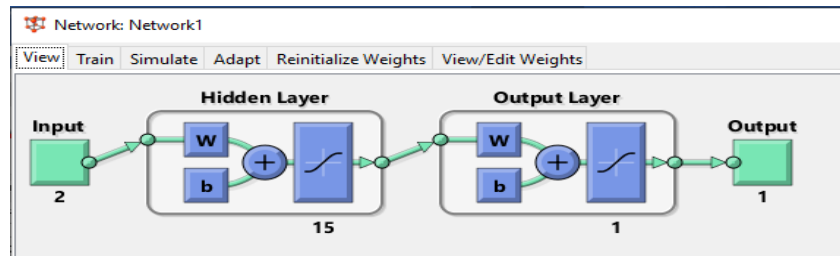 Network: Network1
View Train Simulate Adapt Reinitialize Weights View/Edit Weights
Hidden Layer Output Layer
Input Output
W W
b b
2 1
15 1